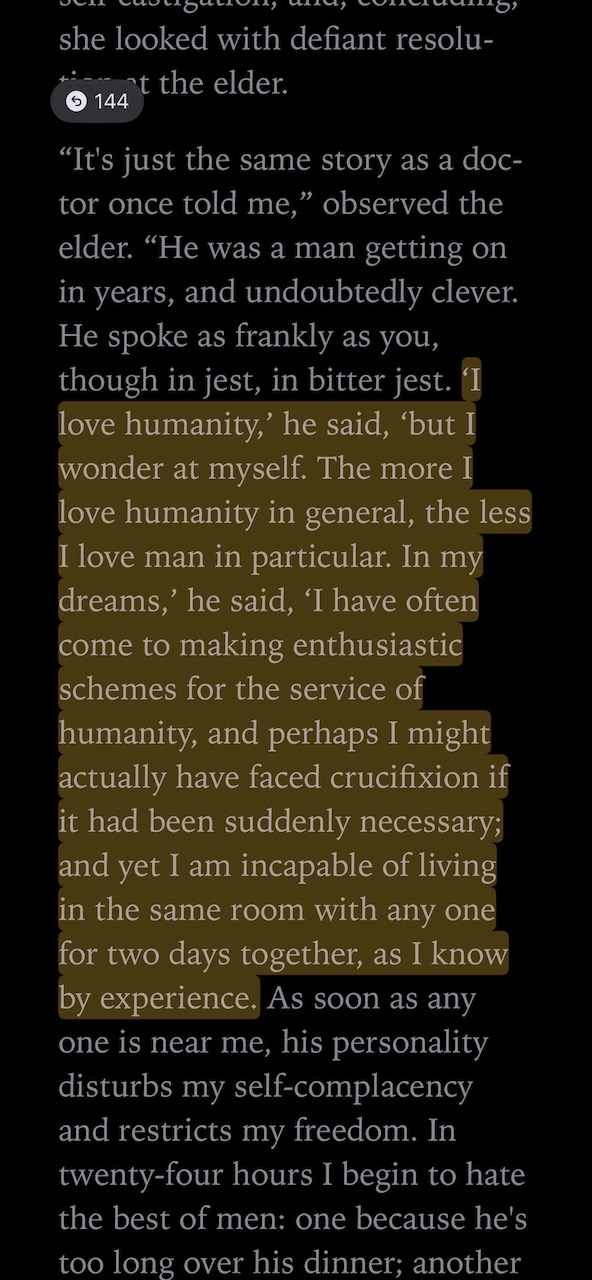 self-castigation, and, concluding,
she looked with defiant resolu-
tion at the elder.
144
“It's just the same story as a doc-
tor once told me,” observed the
elder. “He was a man getting on
in years, and undoubtedly clever.
He spoke as frankly as you,
though in jest, in bitter jest. ‘I
love humanity,’ he said, ‘but I
wonder at myself. The more I
love humanity in general, the less
I love man in particular. In my
dreams,’ he said, ‘I have often
come to making enthusiastic
schemes for the service of
humanity, and perhaps I might
actually have faced crucifixion if
it had been suddenly necessary;
and yet I am incapable of living
in the same room with any one
for two days together, as I know
by experience. As soon as any
one is near me, his personality
disturbs my self-complacency
and restricts my freedom. In
twenty-four hours I begin to hate
the best of men: one because he's
too long over his dinner; another